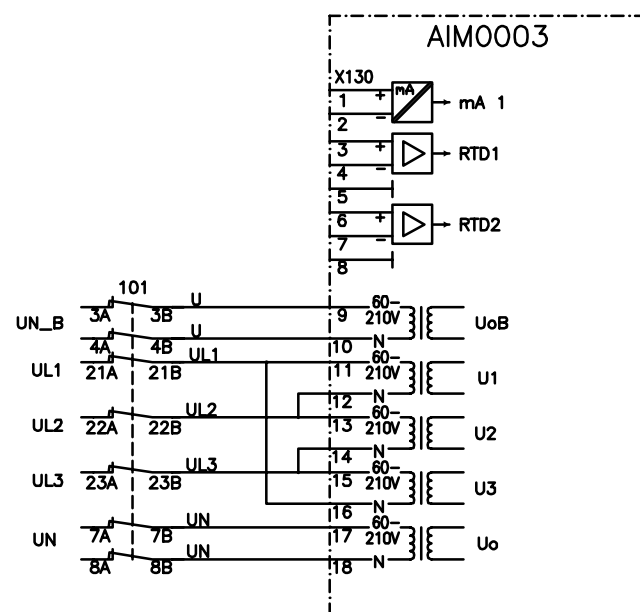 AIM0003
X130
mA
1 + mA 1
2 −
3 + RTD1
4 −
5
6 + RTD2
7 −
8
101
UN_B 3A 3B U 9 60- 210V UoB
4A 4B U 10 N
UL1 21A 21B UL1 11 60- 210V U1
12 N
UL2 22A 22B UL2 13 60- 210V U2
14 N
UL3 23A 23B UL3 15 60- 210V U3
16 N
UN 7A 7B UN 17 60- 210V Uo
8A 8B UN 18 N